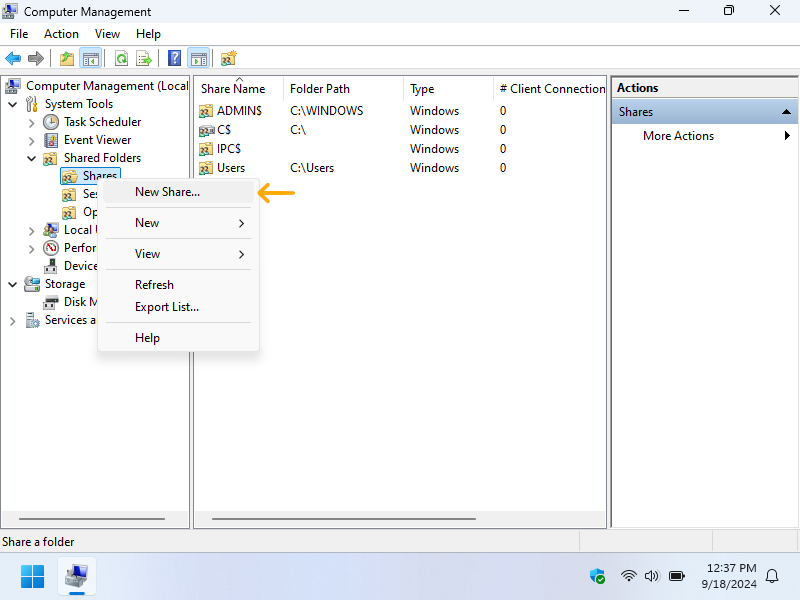 Computer Management
File Action View Help
Computer Management (Local
System Tools
Task Scheduler
Event Viewer
Shared Folders
Shares
Local
Perfor
Device
Storage
Disk M
Services a
New Share...
New
View
Refresh
Export List...
Help
Share Name Folder Path Type # Client Connection
ADMIN$ C:\WINDOWS Windows 0
C$ C:\ Windows 0
IPC$ Windows 0
Users C:\Users Windows 0
Actions
Shares
More Actions
Share a folder
12:37 PM
9/18/2024